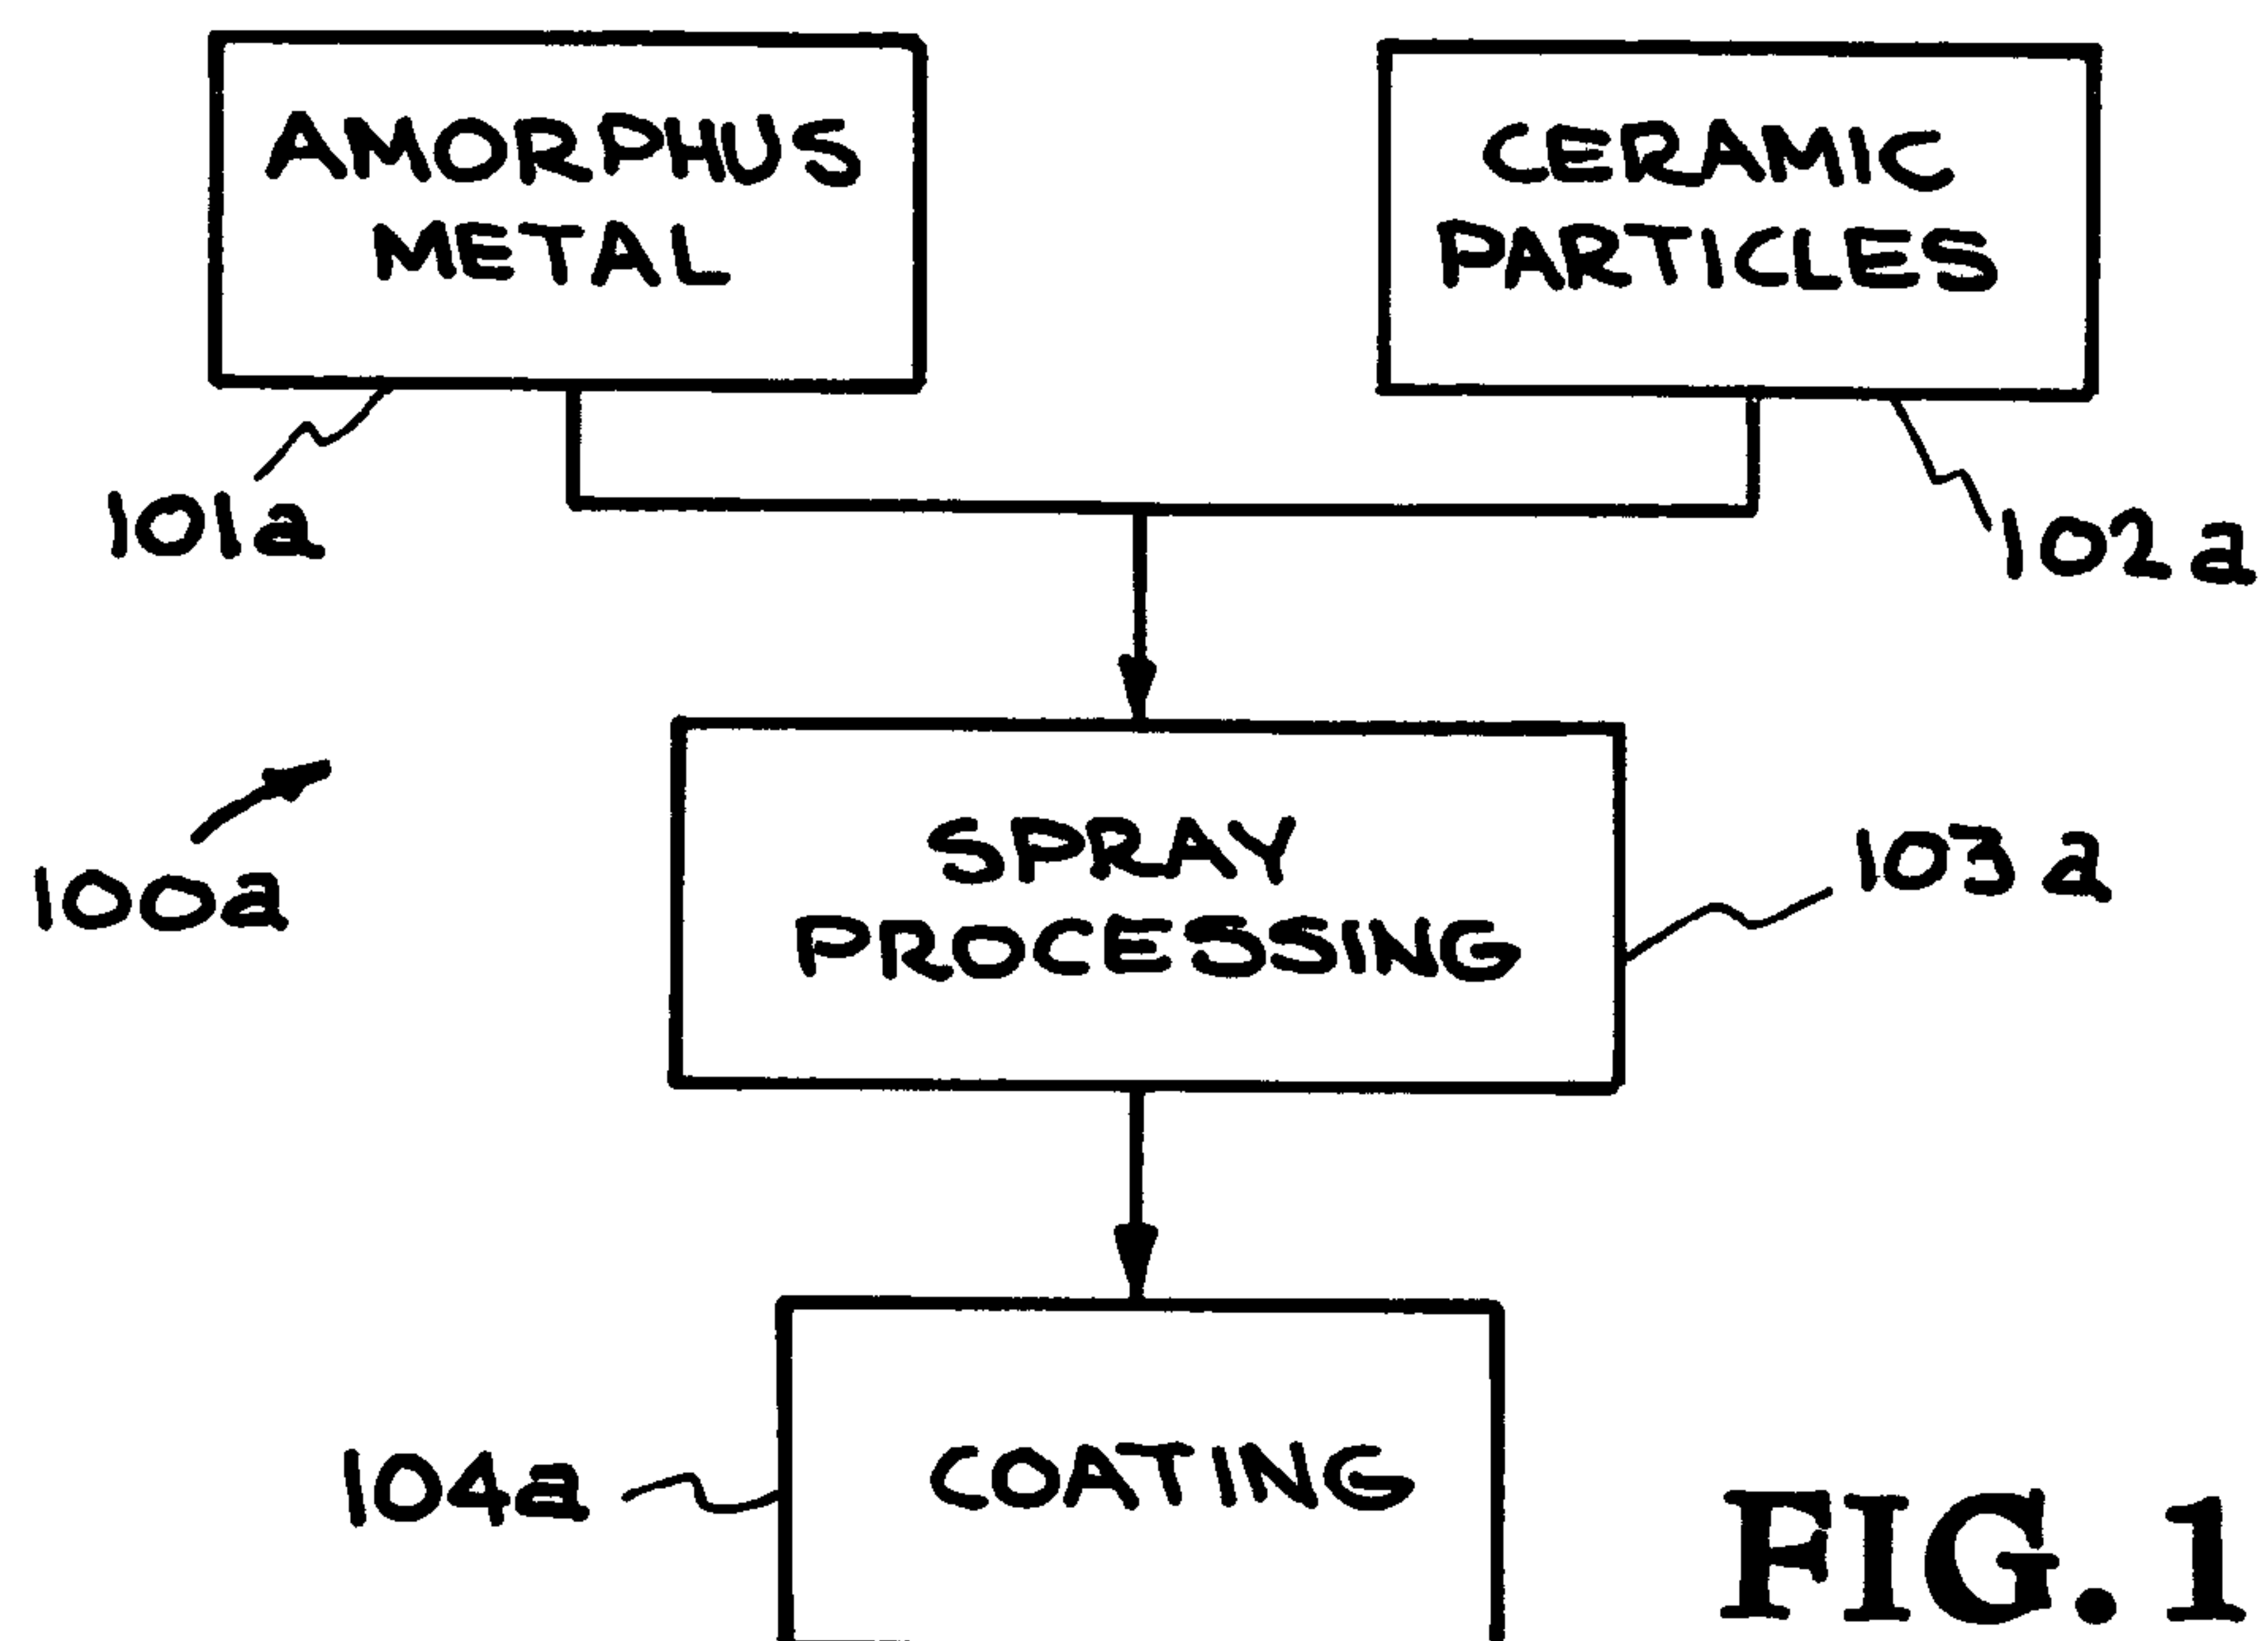 AMORPHUS
METAL
CERAMIC
PARTICLES
101a
102a
SPRAY
PROCESSING
103a
100a
COATING
104a
FIG. 1